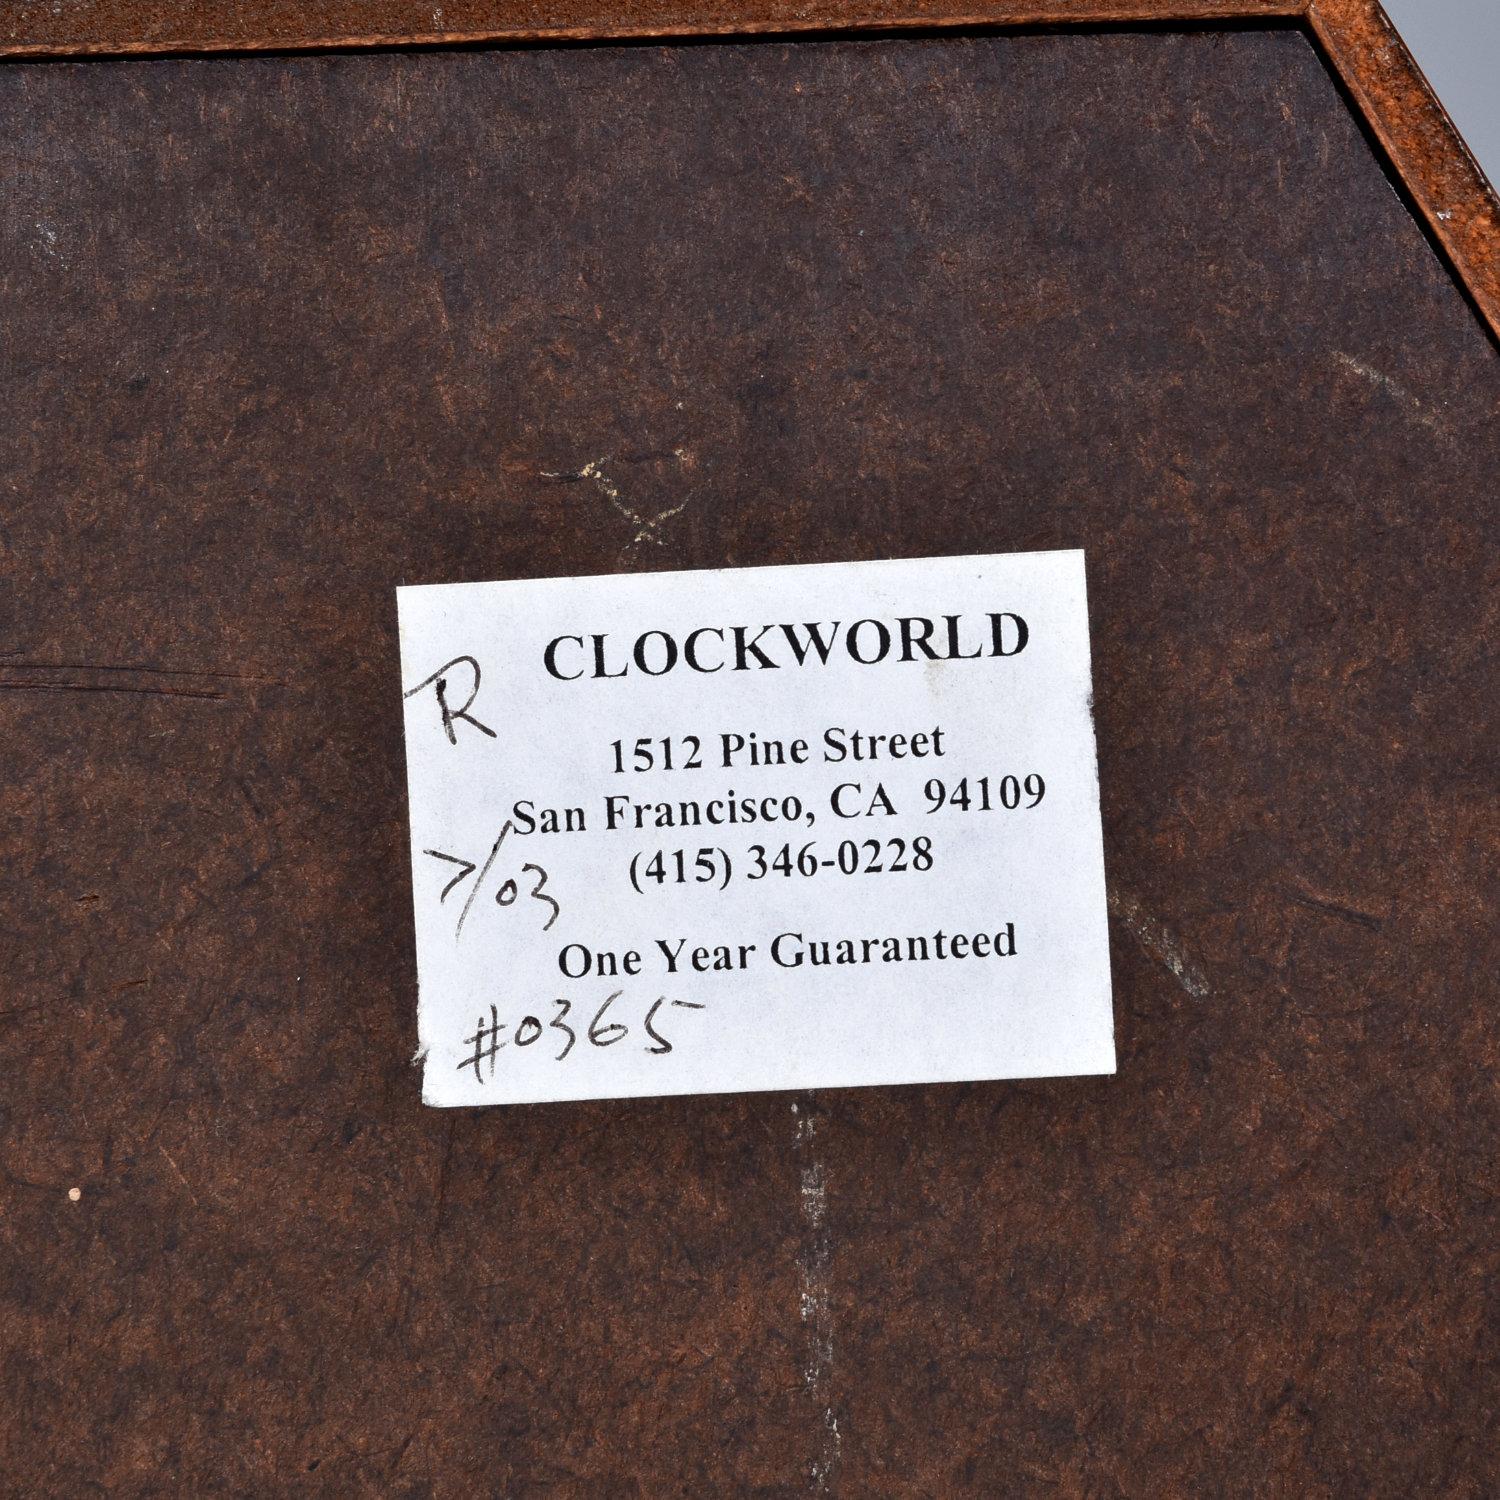 CLOCKWORLD
R
1512 Pine Street
San Francisco, CA 94109
(415) 346-0228
7/03
One Year Guaranteed
#0365